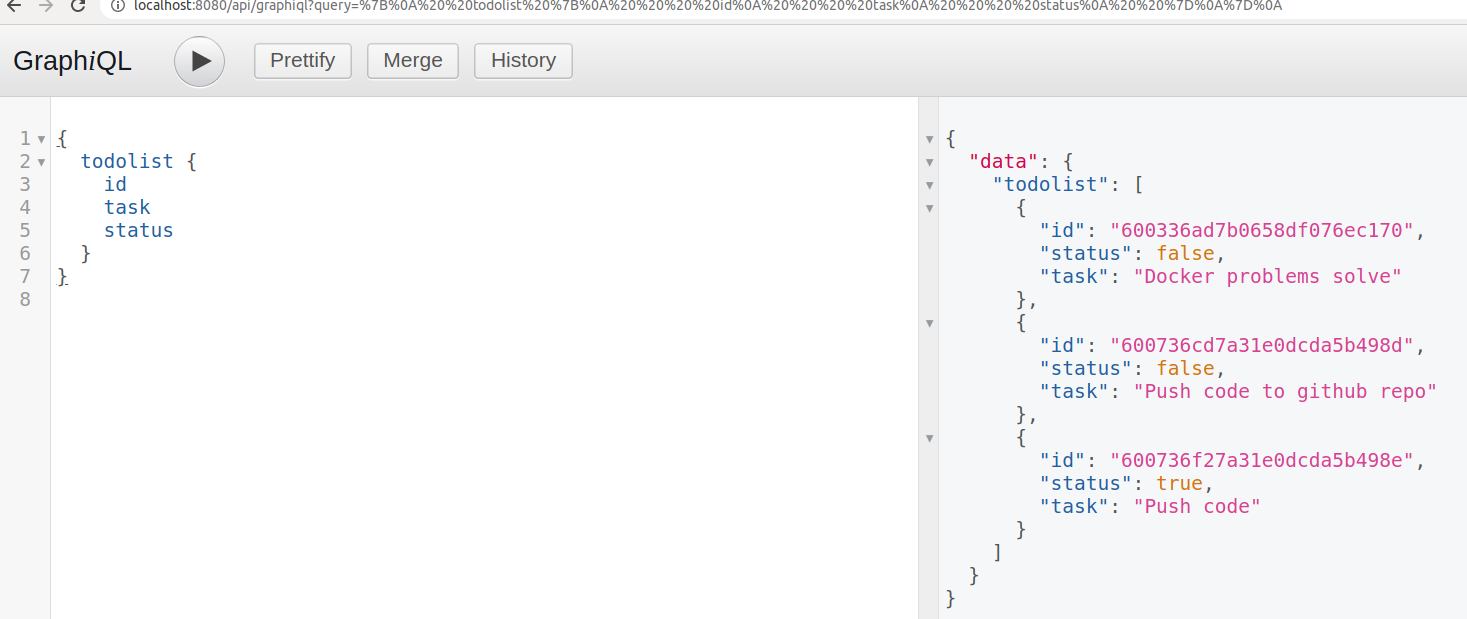 localhost:8080/api/graphiql?query=%7B%0A%20%20todolist%20%7B%0A%20%20%20%20id%0A%20%20%20%20task%0A%20%20%20%20status%0A%20%20%7D%0A%7D%0A
GraphiQL Prettify Merge History
1 {
2 todolist {
3 id
4 task
5 status
6 }
7 }
8
{
"data": {
"todolist": [
{
"id": "600336ad7b0658df076ec170",
"status": false,
"task": "Docker problems solve"
},
{
"id": "600736cd7a31e0dcda5b498d",
"status": false,
"task": "Push code to github repo"
},
{
"id": "600736f27a31e0dcda5b498e",
"status": true,
"task": "Push code"
}
]
}
}